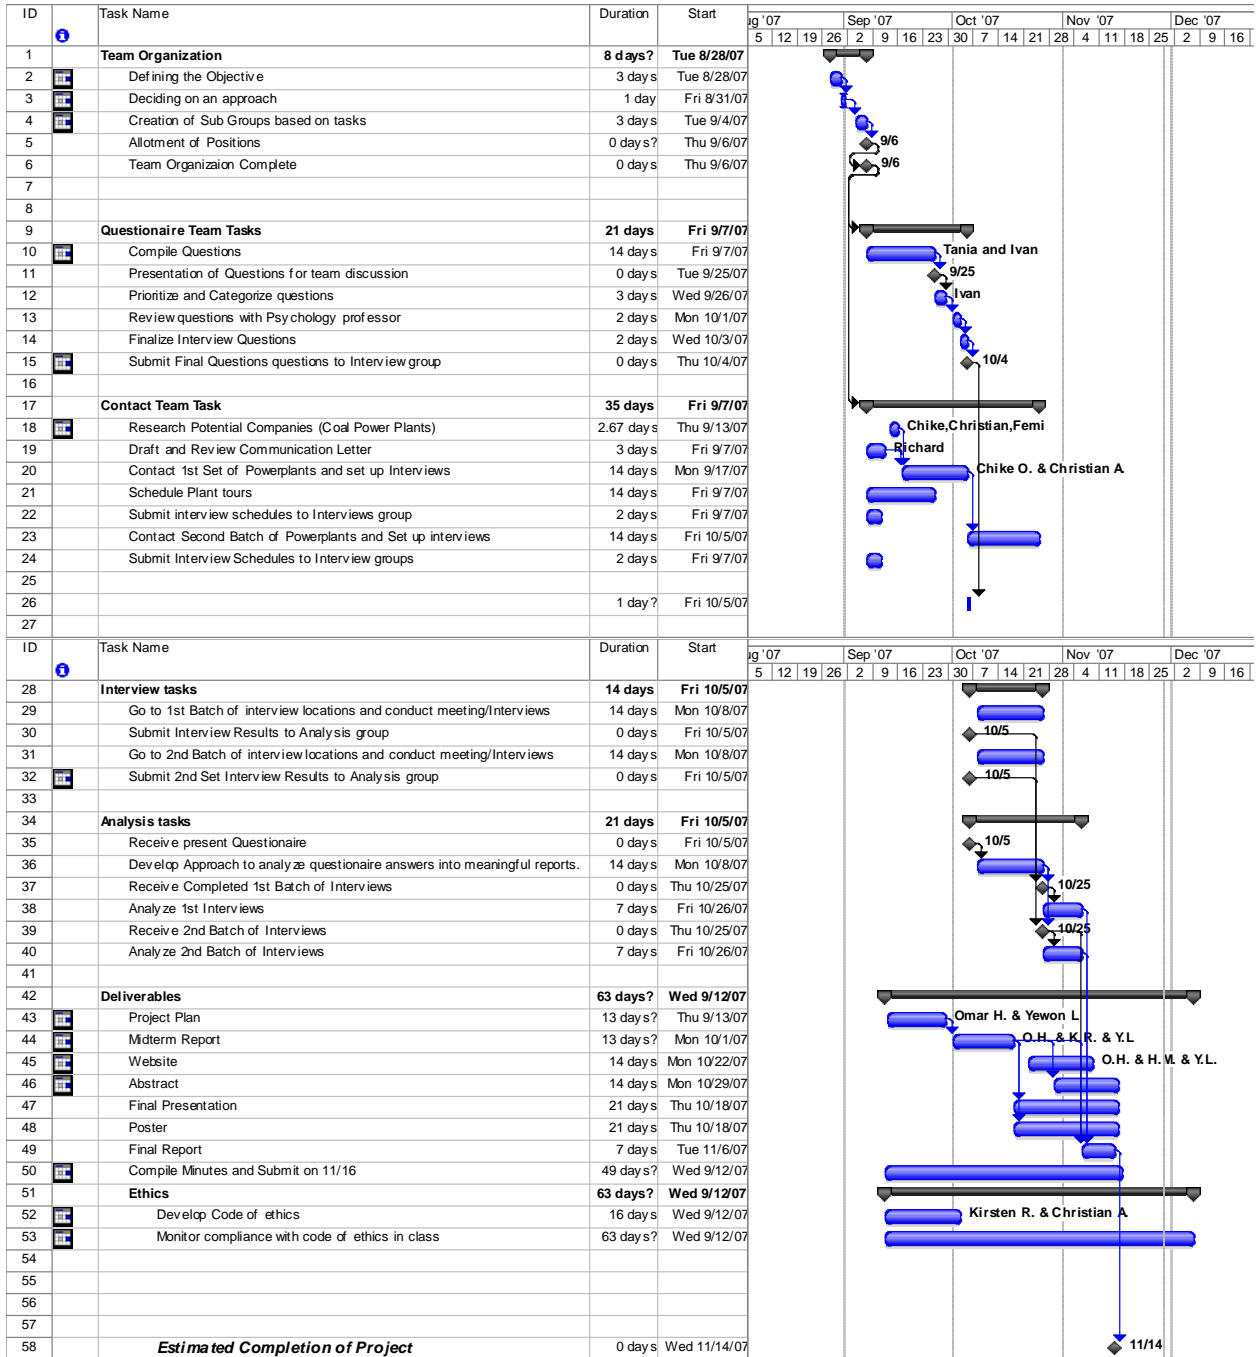 ID Task Name Duration Start ug '07 Sep '07 Oct '07 Nov '07 Dec '07
5 12 19 26 2 9 16 23 30 7 14 21 28 4 11 18 25 2 9 16
1 Team Organization 8 days? Tue 8/28/07
2 Defining the Objective 3 days Tue 8/28/07
3 Deciding on an approach 1 day Fri 8/31/07
4 Creation of Sub Groups based on tasks 3 days Tue 9/4/07
5 Allotment of Positions 0 days? Thu 9/6/07 9/6
6 Team Organizaion Complete 0 days Thu 9/6/07 9/6
7
8
9 Questionaire Team Tasks 21 days Fri 9/7/07
10 Compile Questions 14 days Fri 9/7/07 Tania and Ivan
11 Presentation of Questions for team discussion 0 days Tue 9/25/07 9/25
12 Prioritize and Categorize questions 3 days Wed 9/26/07 Ivan
13 Review questions with Psychology professor 2 days Mon 10/1/07
14 Finalize Interview Questions 2 days Wed 10/3/07
15 Submit Final Questions questions to Interview group 0 days Thu 10/4/07 10/4
16
17 Contact Team Task 35 days Fri 9/7/07
18 Research Potential Companies (Coal Power Plants) 2.67 days Thu 9/13/07 Chike,Christian,Femi
19 Draft and Review Communication Letter 3 days Fri 9/7/07 Richard
20 Contact 1st Set of Powerplants and set up Interviews 14 days Mon 9/17/07 Chike O. & Christian A.
21 Schedule Plant tours 14 days Fri 9/7/07
22 Submit interview schedules to Interviews group 2 days Fri 9/7/07
23 Contact Second Batch of Powerplants and Set up interviews 14 days Fri 10/5/07
24 Submit Interview Schedules to Interview groups 2 days Fri 9/7/07
25
26 1 day? Fri 10/5/07
27
ID Task Name Duration Start ug '07 Sep '07 Oct '07 Nov '07 Dec '07
5 12 19 26 2 9 16 23 30 7 14 21 28 4 11 18 25 2 9 16
28 Interview tasks 14 days Fri 10/5/07
29 Go to 1st Batch of interview locations and conduct meeting/Interviews 14 days Mon 10/8/07
30 Submit Interview Results to Analysis group 0 days Fri 10/5/07 10/5
31 Go to 2nd Batch of interview locations and conduct meeting/Interviews 14 days Mon 10/8/07
32 Submit 2nd Set Interview Results to Analysis group 0 days Fri 10/5/07 10/5
33
34 Analysis tasks 21 days Fri 10/5/07
35 Receive present Questionaire 0 days Fri 10/5/07 10/5
36 Develop Approach to analyze questionaire answers into meaningful reports. 14 days Mon 10/8/07
37 Receive Completed 1st Batch of Interviews 0 days Thu 10/25/07 10/25
38 Analyze 1st Interviews 7 days Fri 10/26/07
39 Receive 2nd Batch of Interviews 0 days Thu 10/25/07 10/25
40 Analyze 2nd Batch of Interviews 7 days Fri 10/26/07
41
42 Deliverables 63 days? Wed 9/12/07
43 Project Plan 13 days? Thu 9/13/07 Omar H. & Yewon L
44 Midterm Report 13 days? Mon 10/1/07 O.H. & K.R. & Y.L
45 Website 14 days Mon 10/22/07 O.H. & H.M. & Y.L.
46 Abstract 14 days Mon 10/29/07
47 Final Presentation 21 days Thu 10/18/07
48 Poster 21 days Thu 10/18/07
49 Final Report 7 days Tue 11/6/07
50 Compile Minutes and Submit on 11/16 49 days? Wed 9/12/07
51 Ethics 63 days? Wed 9/12/07
52 Develop Code of ethics 16 days Wed 9/12/07 Kirsten R. & Christian A.
53 Monitor compliance with code of ethics in class 63 days? Wed 9/12/07
54
55
56
57
58 Estimated Completion of Project 0 days Wed 11/14/07 11/14